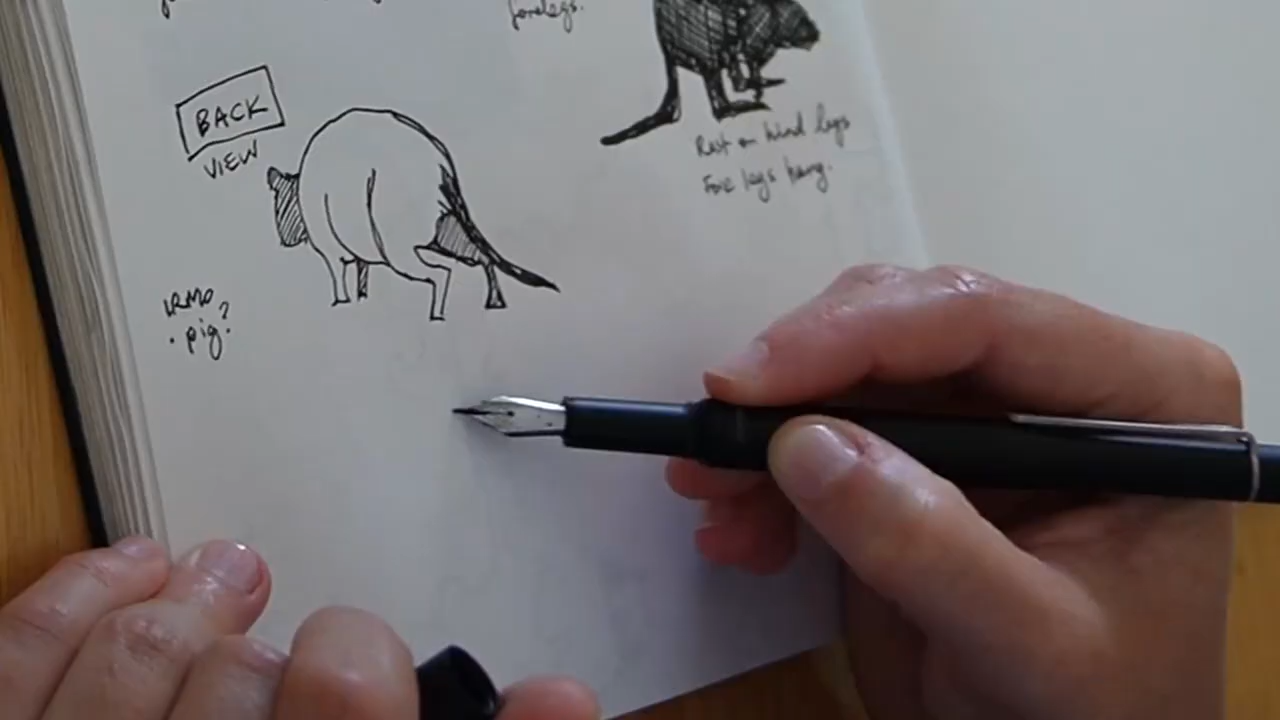 forelegs.
BACK
VIEW
Rest on hind legs
Fore legs hang.
pig?